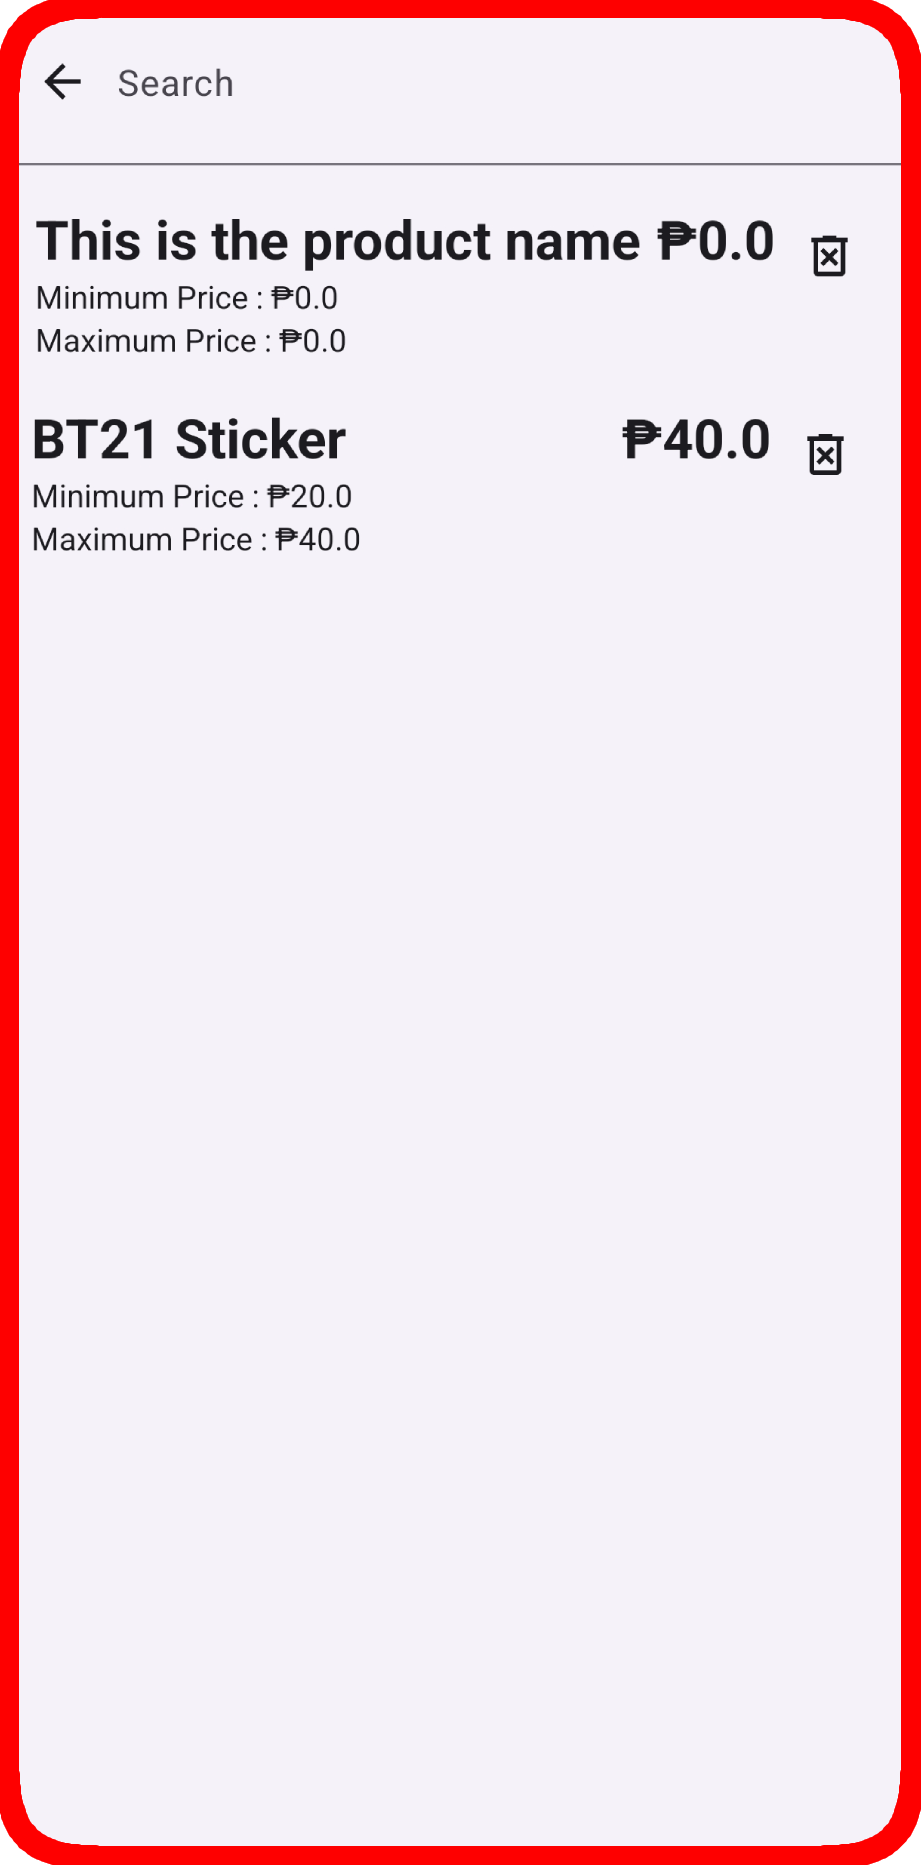 Search
This is the product name ₱0.0
Minimum Price : ₱0.0
Maximum Price : ₱0.0
BT21 Sticker ₱40.0
Minimum Price : ₱20.0
Maximum Price : ₱40.0